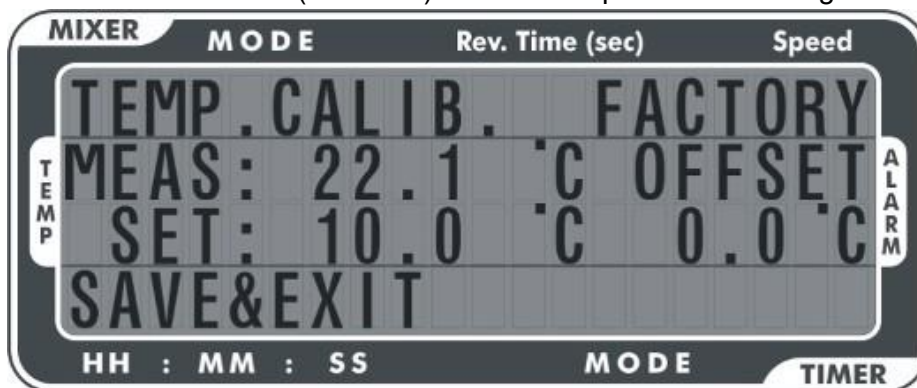 MIXER MODE Rev. Time (sec) Speed
TEMP.CALIB. FACTORY
MEAS: 22.1 °C OFFSET
SET: 10.0 °C 0.0 °C
SAVE&EXIT
TEMP
ALARM
HH : MM : SS MODE TIMER